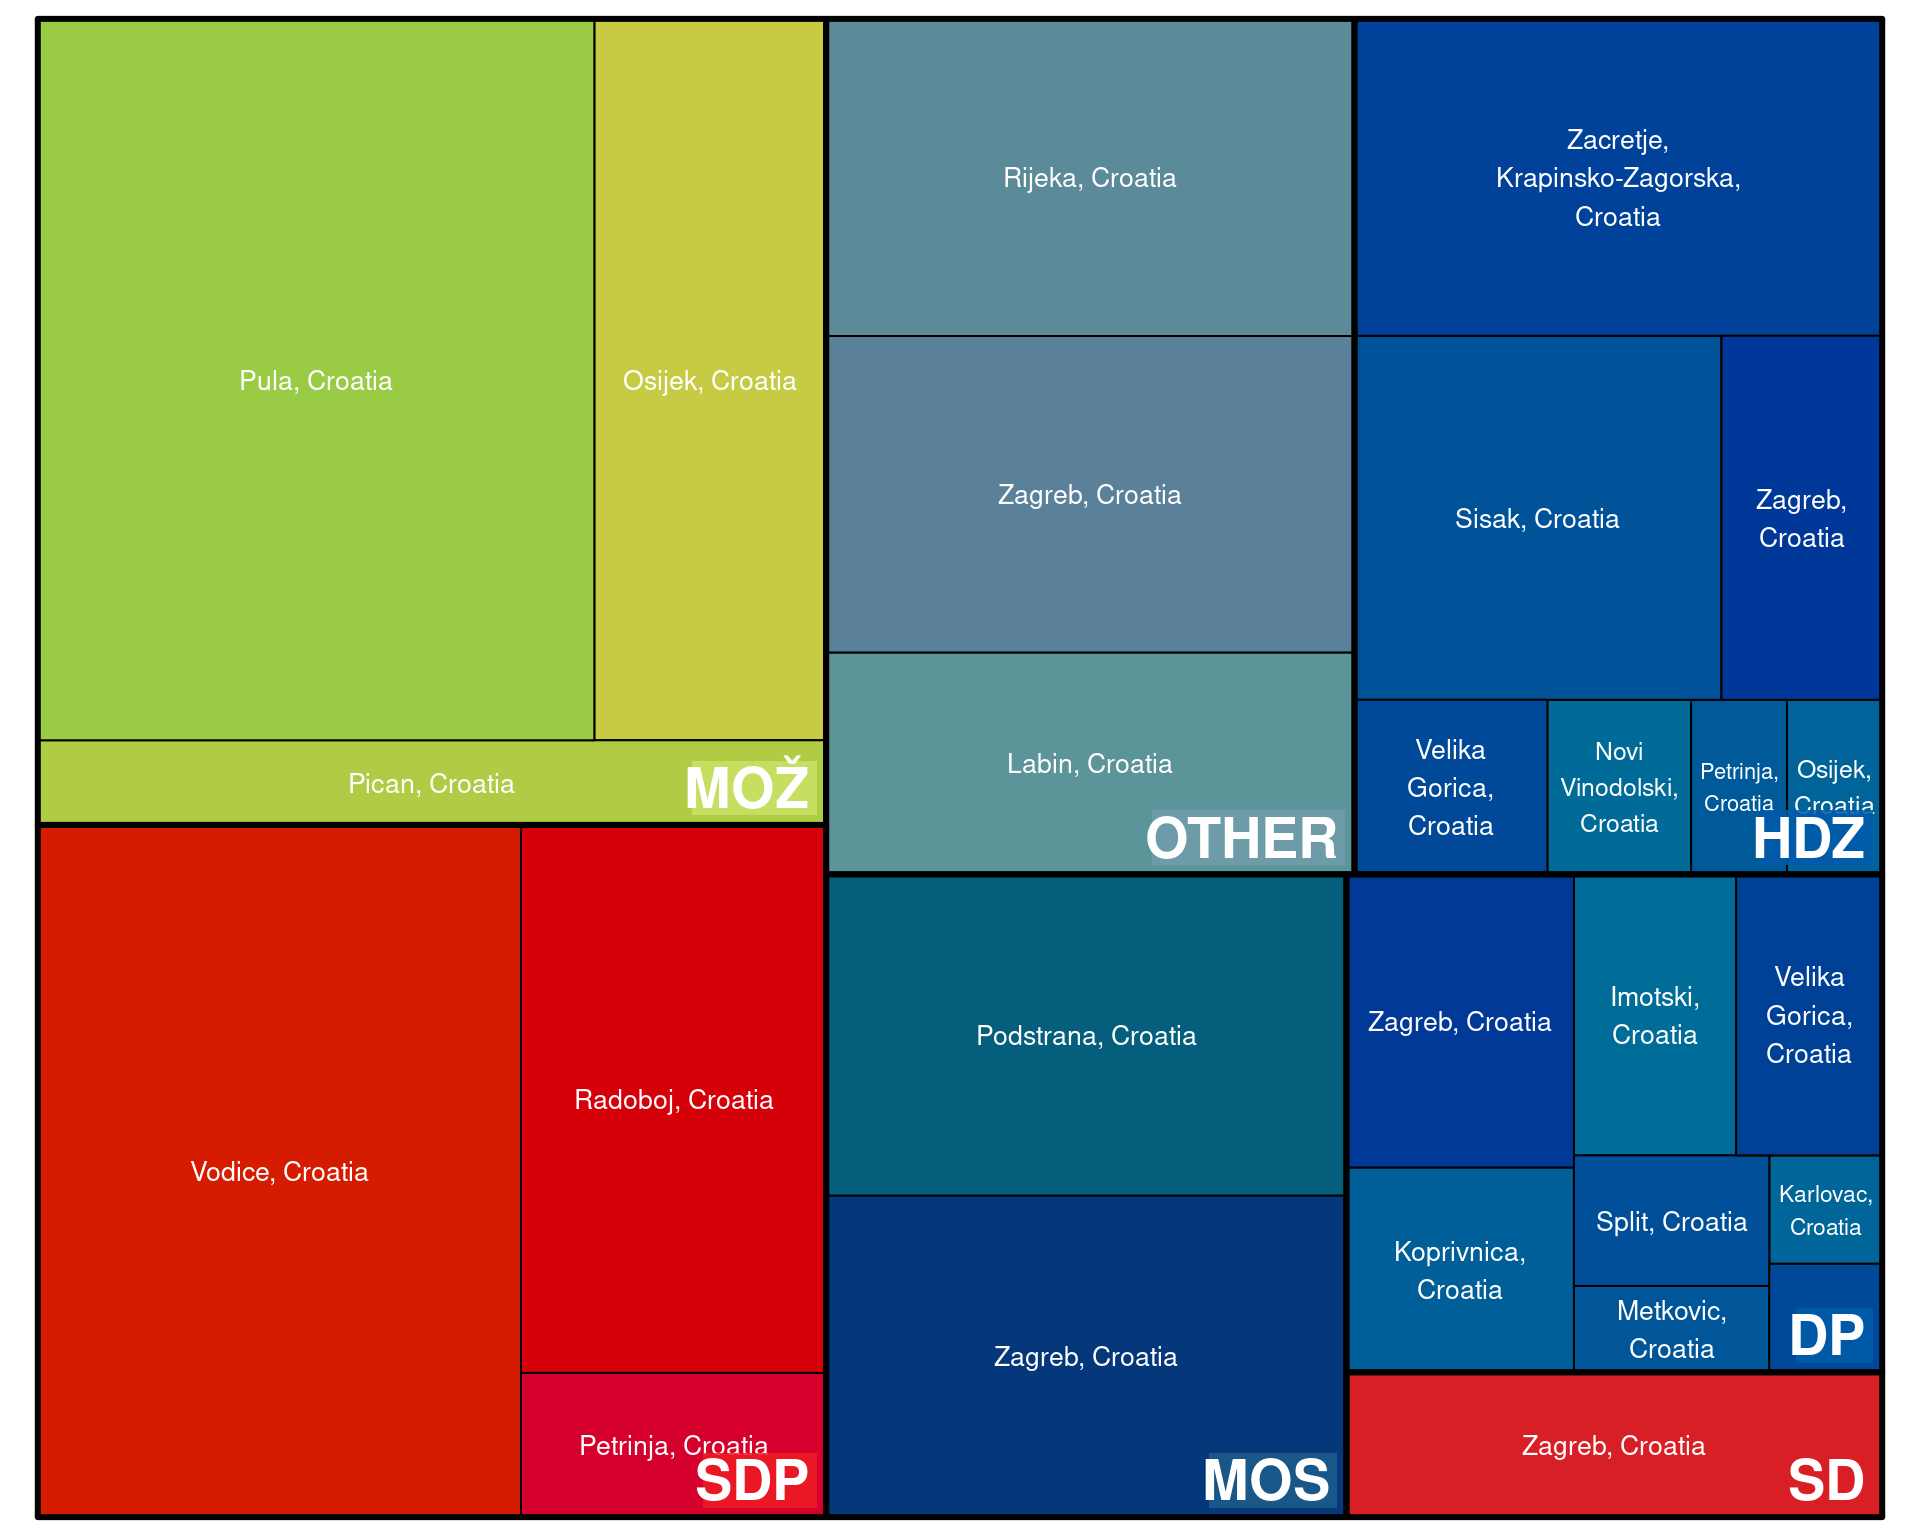 Pula, Croatia
Osijek, Croatia
Pican, Croatia
MOŽ
Vodice, Croatia
Radoboj, Croatia
Petrinja, Croatia
SDP
Rijeka, Croatia
Zagreb, Croatia
Labin, Croatia
OTHER
Podstrana, Croatia
Zagreb, Croatia
MOS
Zacretje,
Krapinsko-Zagorska,
Croatia
Sisak, Croatia
Zagreb,
Croatia
Velika
Gorica,
Croatia
Novi
Vinodolski,
Croatia
Petrinja,
Croatia
Osijek,
Croatia
HDZ
Zagreb, Croatia
Imotski,
Croatia
Velika
Gorica,
Croatia
Koprivnica,
Croatia
Split, Croatia
Karlovac,
Croatia
Metkovic,
Croatia
DP
Zagreb, Croatia
SD